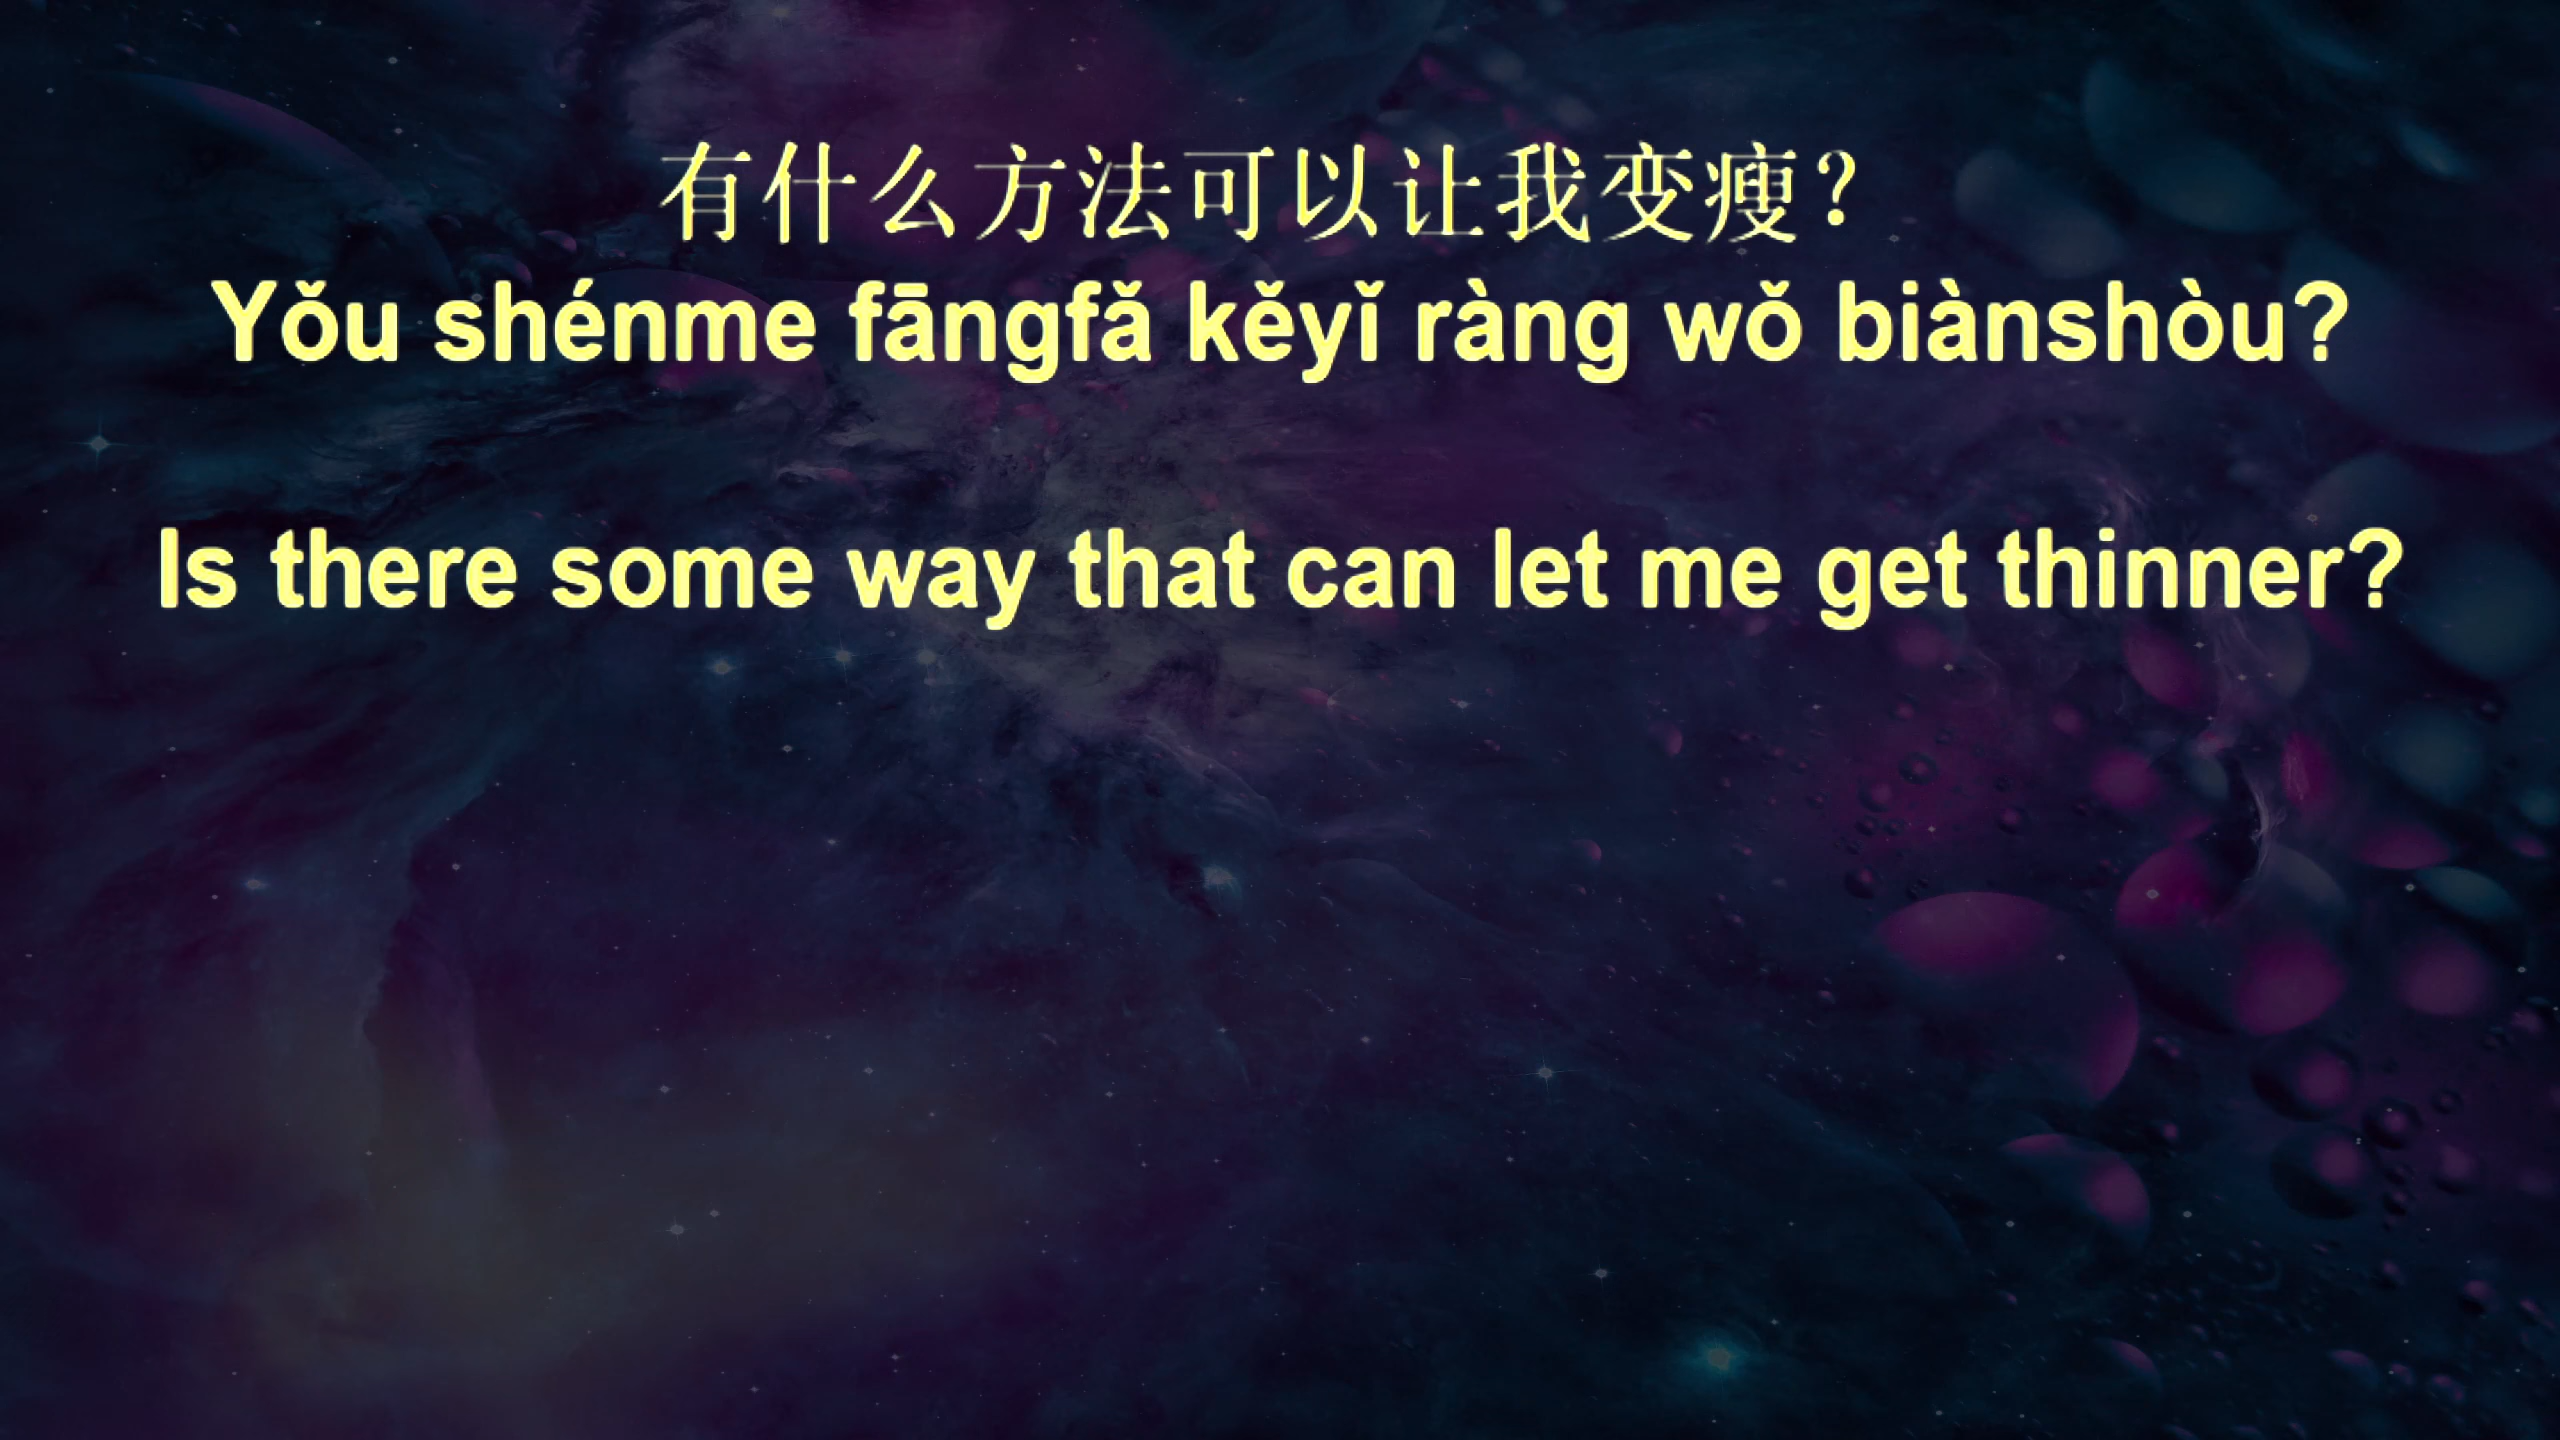 有什么方法可以让我变瘦？
Yǒu shénme fāngfǎ kěyǐ ràng wǒ biànshòu?
Is there some way that can let me get thinner?